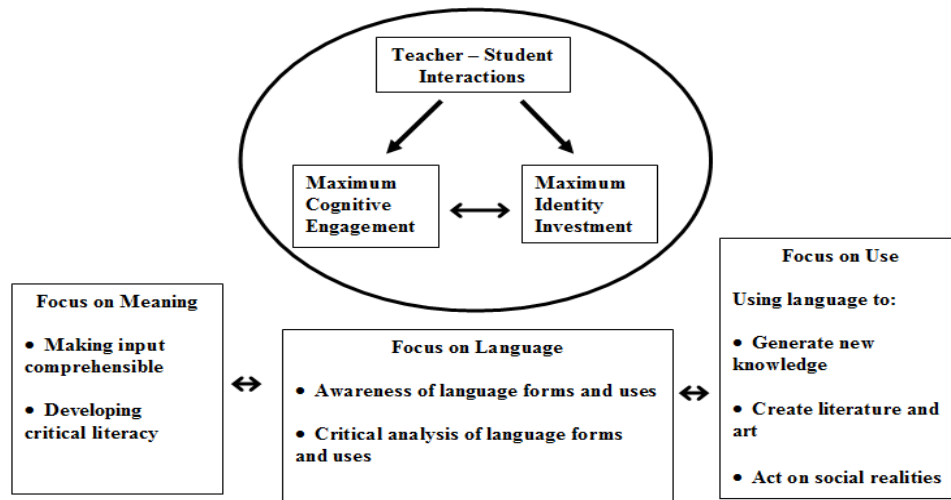 Teacher – Student
Interactions
Maximum
Cognitive
Engagement
Maximum
Identity
Investment
Focus on Meaning
• Making input
comprehensible
• Developing
critical literacy
Focus on Language
• Awareness of language forms and uses
• Critical analysis of language forms
and uses
Focus on Use
Using language to:
• Generate new
knowledge
• Create literature and
art
• Act on social realities